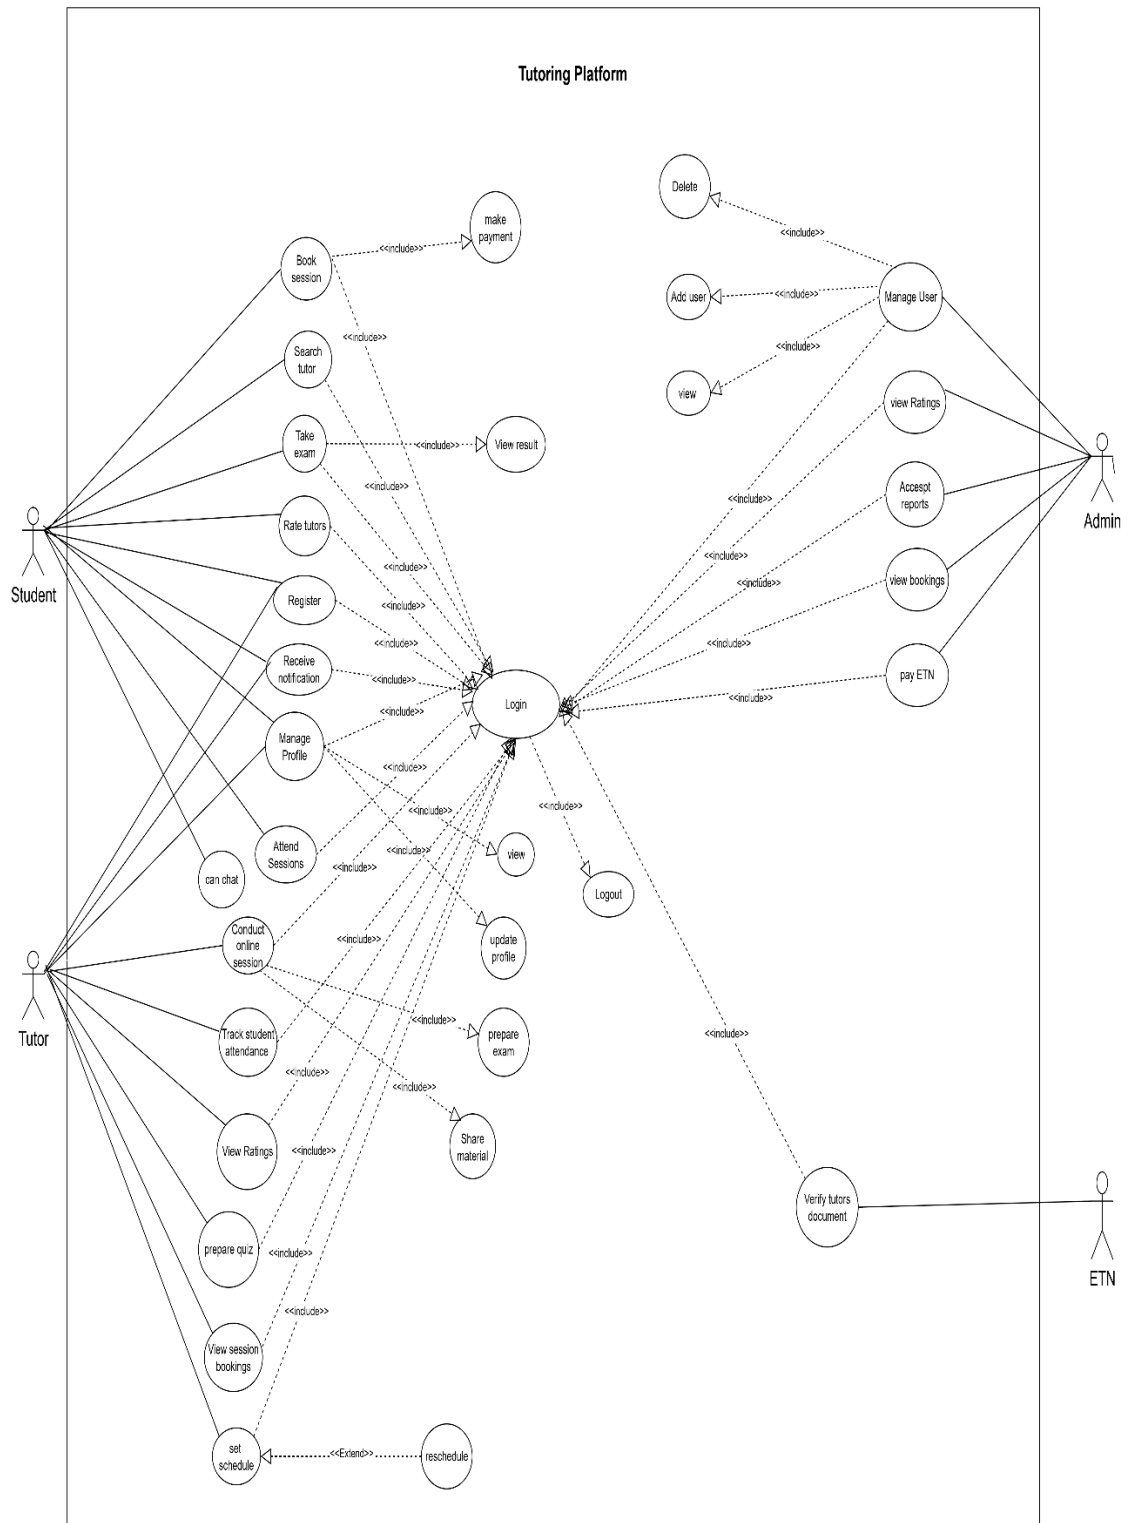 Tutoring Platform
Delete
make
payment
<<include>>
<<include>>
Book
session
Add user
<<include>>
Manage User
<<include>>
<<include>>
Search
tutor
view
view Ratings
Take
exam
<<include>>
View result
Admin
<<include>>
Accespt
reports
Rate tutors
<<include>>
Student
<<include>>
<<include>>
view bookings
Register
<<include>>
<<include>>
Receive
notification
<<include>>
pay ETN
<<include>>
Login
Manage
Profile
<<include>>
<<include>>
<<include>>
<<include>>
Attend
Sessions
<<include>>
view
<<include>>
can chat
Logout
Conduct
online
session
<<include>>
update
profile
Tutor
Track student
attendance
<<include>>
prepare
exam
<<include>>
<<include>>
<<include>>
View Ratings
<<include>>
Share
material
Verify tutors
document
ETN
prepare quiz
<<include>>
<<include>>
View session
bookings
set
schedule
<<Extend>>
reschedule